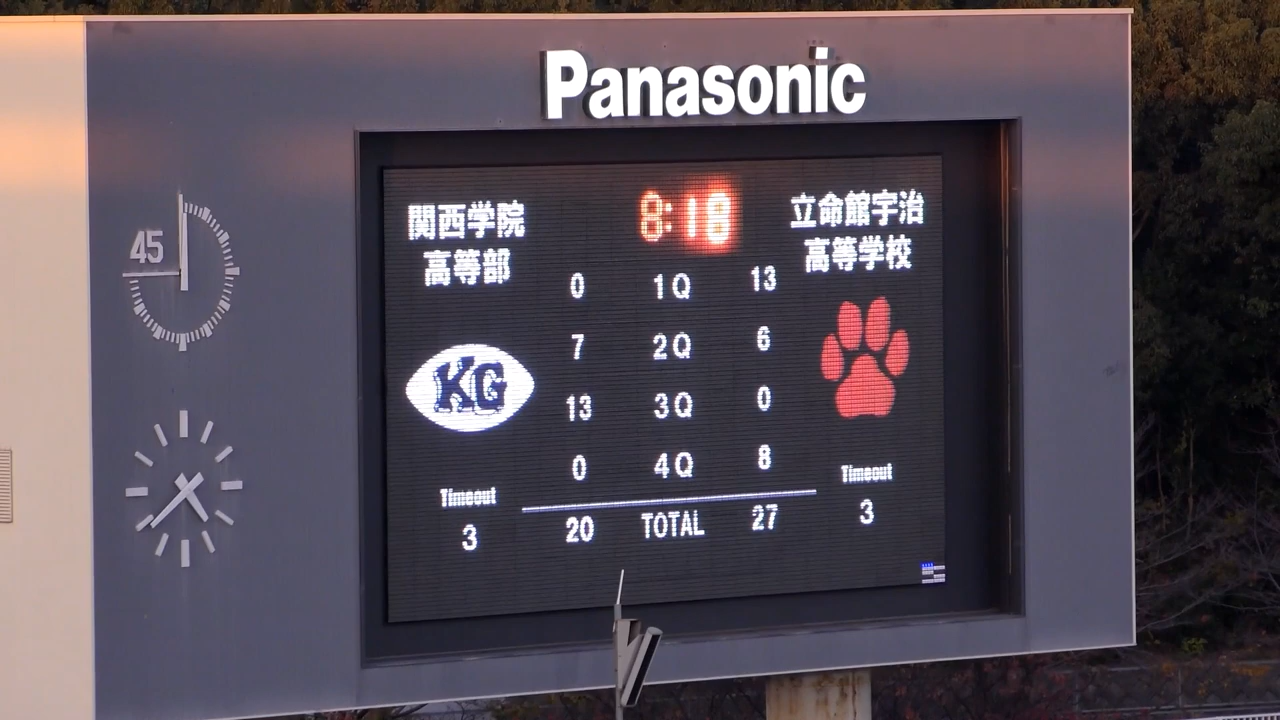 Panasonic
45
関西学院
高等部
8:18
立命館宇治
高等学校
0 1Q 13
7 2Q 6
KG
13 3Q 0
0 4Q 8
Timeout
3
Timeout
3
20 TOTAL 27